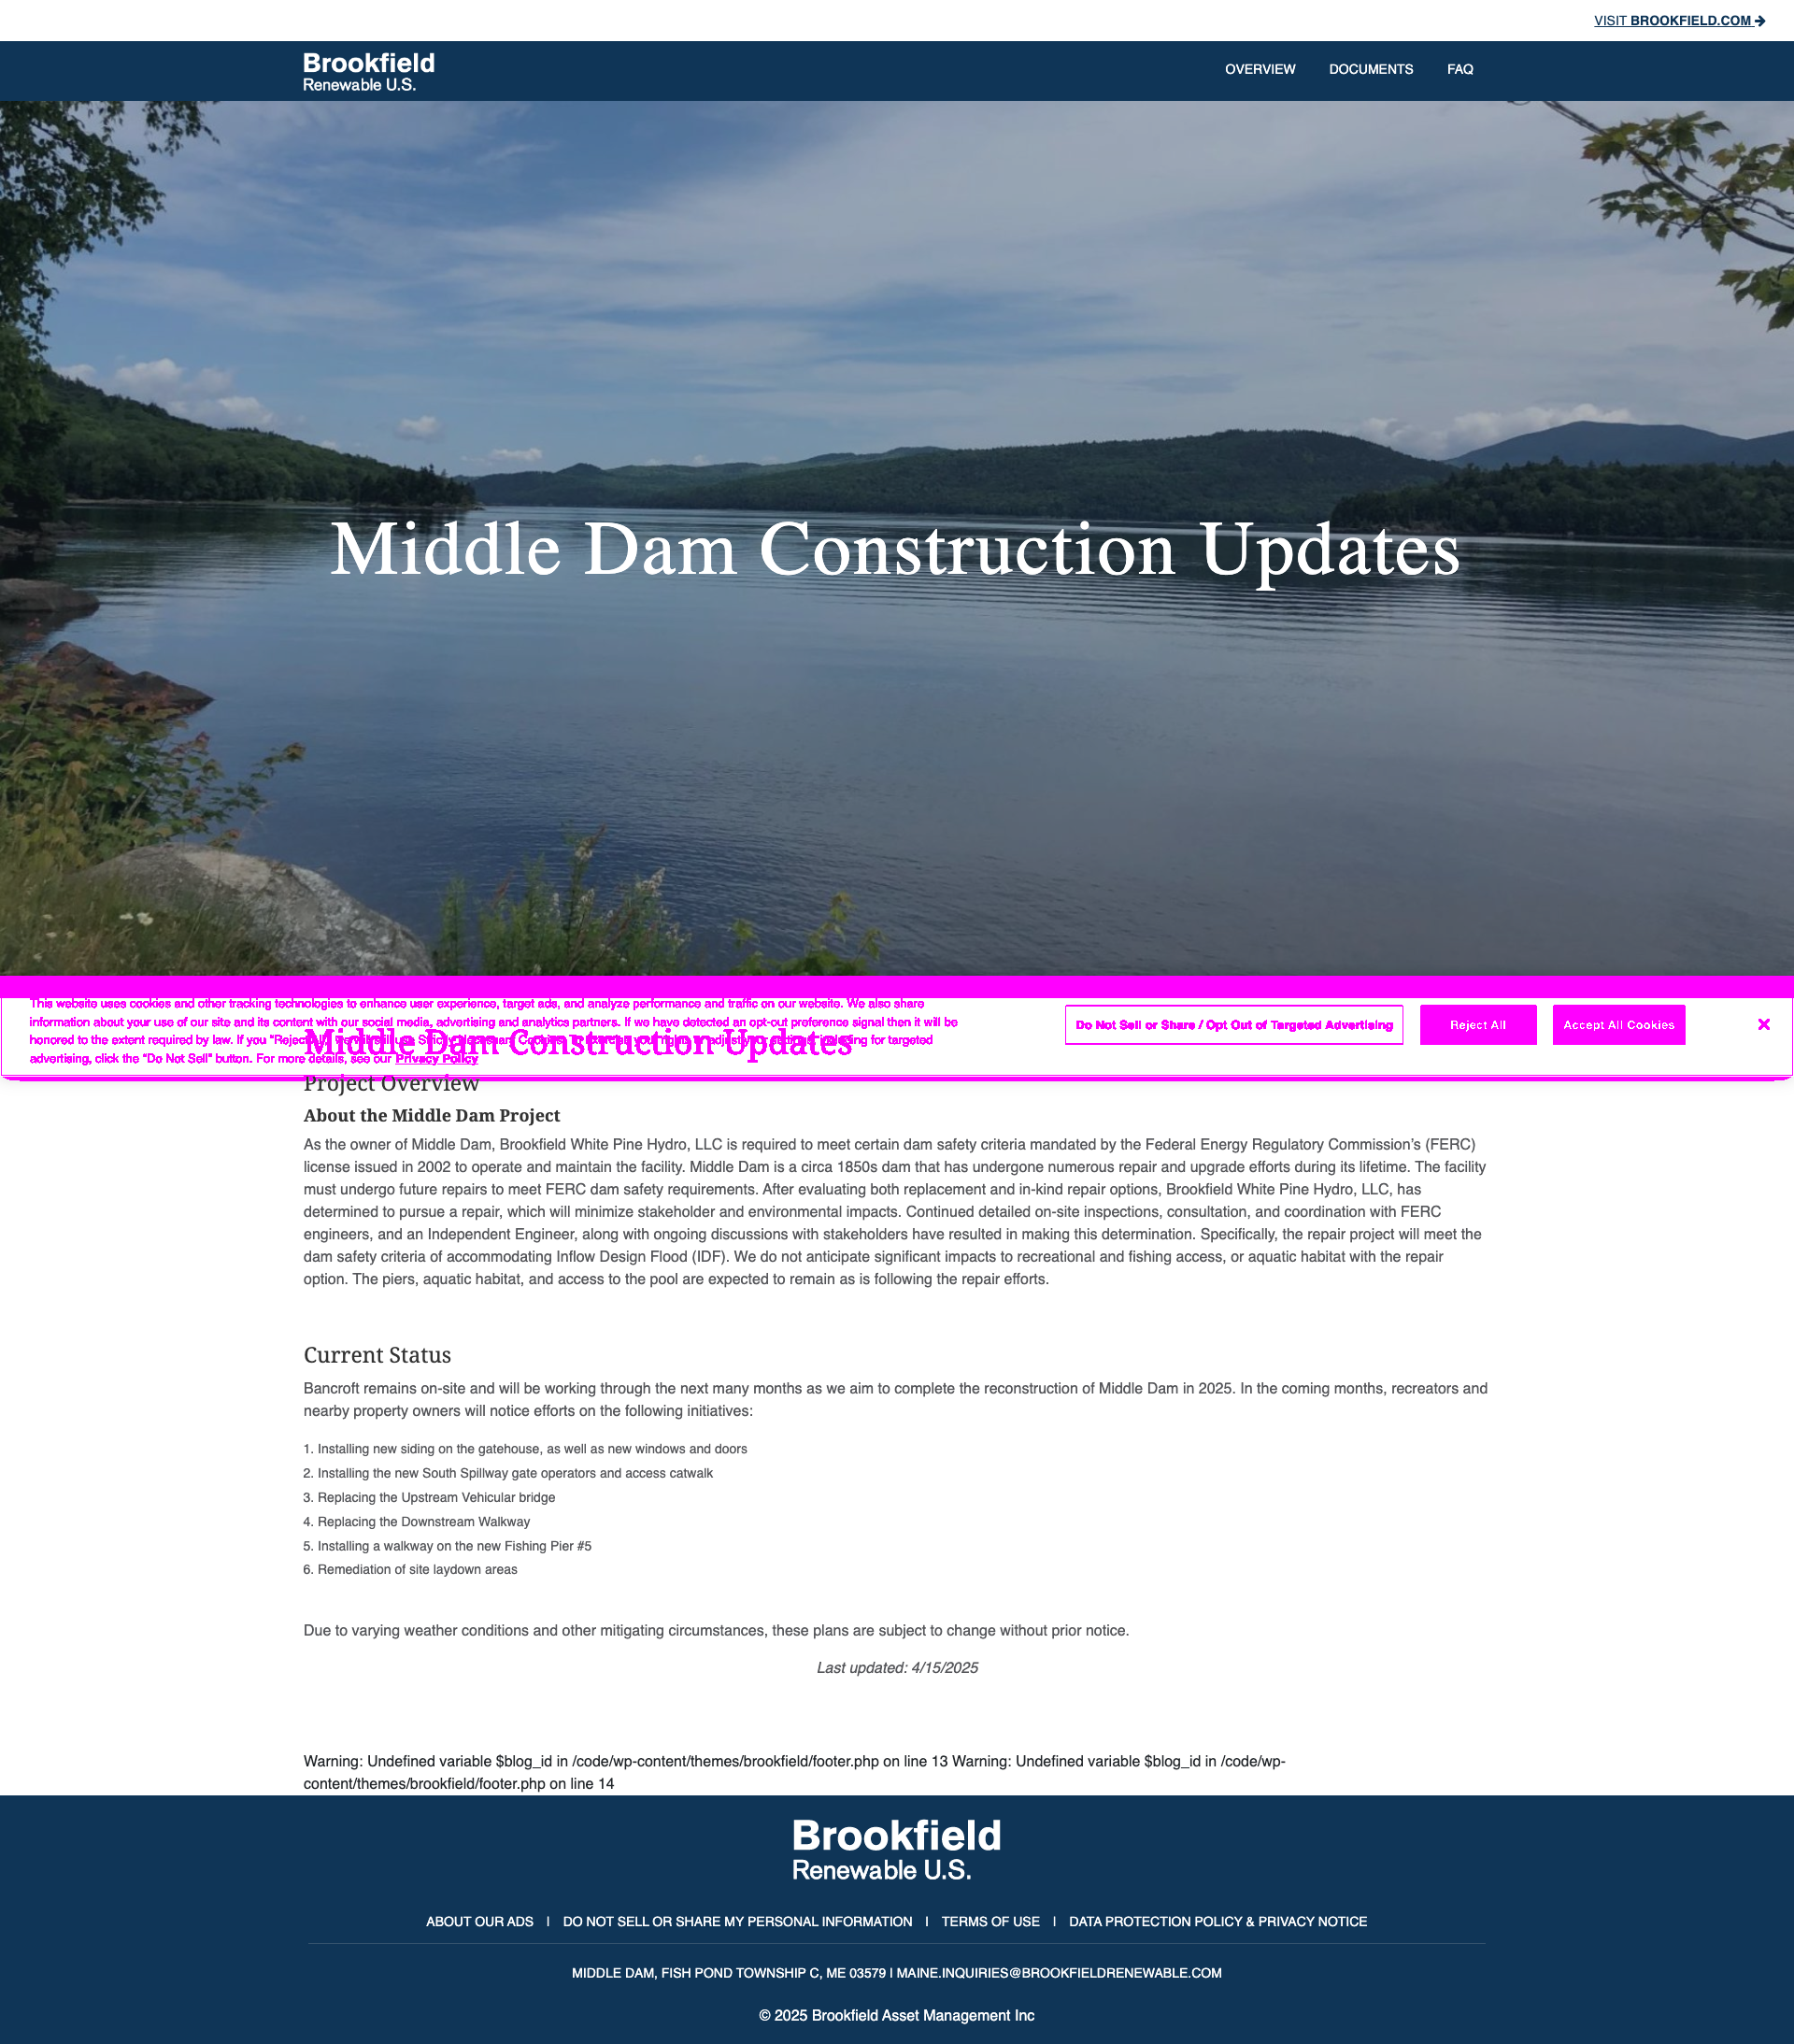 VISIT BROOKFIELD.COM
Brookfield
Renewable U.S.
OVERVIEW DOCUMENTS FAQ
Middle Dam Construction Updates
This website uses cookies and other tracking technologies to enhance user experience, target ads, and analyze performance and traffic on our website. We also share
information about your use of our site and its content with our social media, advertising and analytics partners. If we have detected an opt-out preference signal then it will be
honored to the extent required by law. If you "Reject All" we will still use Strictly Necessary Cookies. To exercise your rights or adjust your settings, including for targeted
advertising, click the "Do Not Sell" button. For more details, see our Privacy Policy
Do Not Sell or Share / Opt Out of Targeted Advertising
Reject All
Accept All Cookies
Middle Dam Construction Updates
Project Overview
About the Middle Dam Project
As the owner of Middle Dam, Brookfield White Pine Hydro, LLC is required to meet certain dam safety criteria mandated by the Federal Energy Regulatory Commission's (FERC)
license issued in 2002 to operate and maintain the facility. Middle Dam is a circa 1850s dam that has undergone numerous repair and upgrade efforts during its lifetime. The facility
must undergo future repairs to meet FERC dam safety requirements. After evaluating both replacement and in-kind repair options, Brookfield White Pine Hydro, LLC, has
determined to pursue a repair, which will minimize stakeholder and environmental impacts. Continued detailed on-site inspections, consultation, and coordination with FERC
engineers, and an Independent Engineer, along with ongoing discussions with stakeholders have resulted in making this determination. Specifically, the repair project will meet the
dam safety criteria of accommodating Inflow Design Flood (IDF). We do not anticipate significant impacts to recreational and fishing access, or aquatic habitat with the repair
option. The piers, aquatic habitat, and access to the pool are expected to remain as is following the repair efforts.
Current Status
Bancroft remains on-site and will be working through the next many months as we aim to complete the reconstruction of Middle Dam in 2025. In the coming months, recreators and
nearby property owners will notice efforts on the following initiatives:
1. Installing new siding on the gatehouse, as well as new windows and doors
2. Installing the new South Spillway gate operators and access catwalk
3. Replacing the Upstream Vehicular bridge
4. Replacing the Downstream Walkway
5. Installing a walkway on the new Fishing Pier #5
6. Remediation of site laydown areas
Due to varying weather conditions and other mitigating circumstances, these plans are subject to change without prior notice.
Last updated: 4/15/2025
Warning: Undefined variable $blog_id in /code/wp-content/themes/brookfield/footer.php on line 13 Warning: Undefined variable $blog_id in /code/wp-
content/themes/brookfield/footer.php on line 14
Brookfield
Renewable U.S.
ABOUT OUR ADS | DO NOT SELL OR SHARE MY PERSONAL INFORMATION | TERMS OF USE | DATA PROTECTION POLICY & PRIVACY NOTICE
MIDDLE DAM, FISH POND TOWNSHIP C, ME 03579 | MAINE.INQUIRIES@BROOKFIELDRENEWABLE.COM
© 2025 Brookfield Asset Management Inc